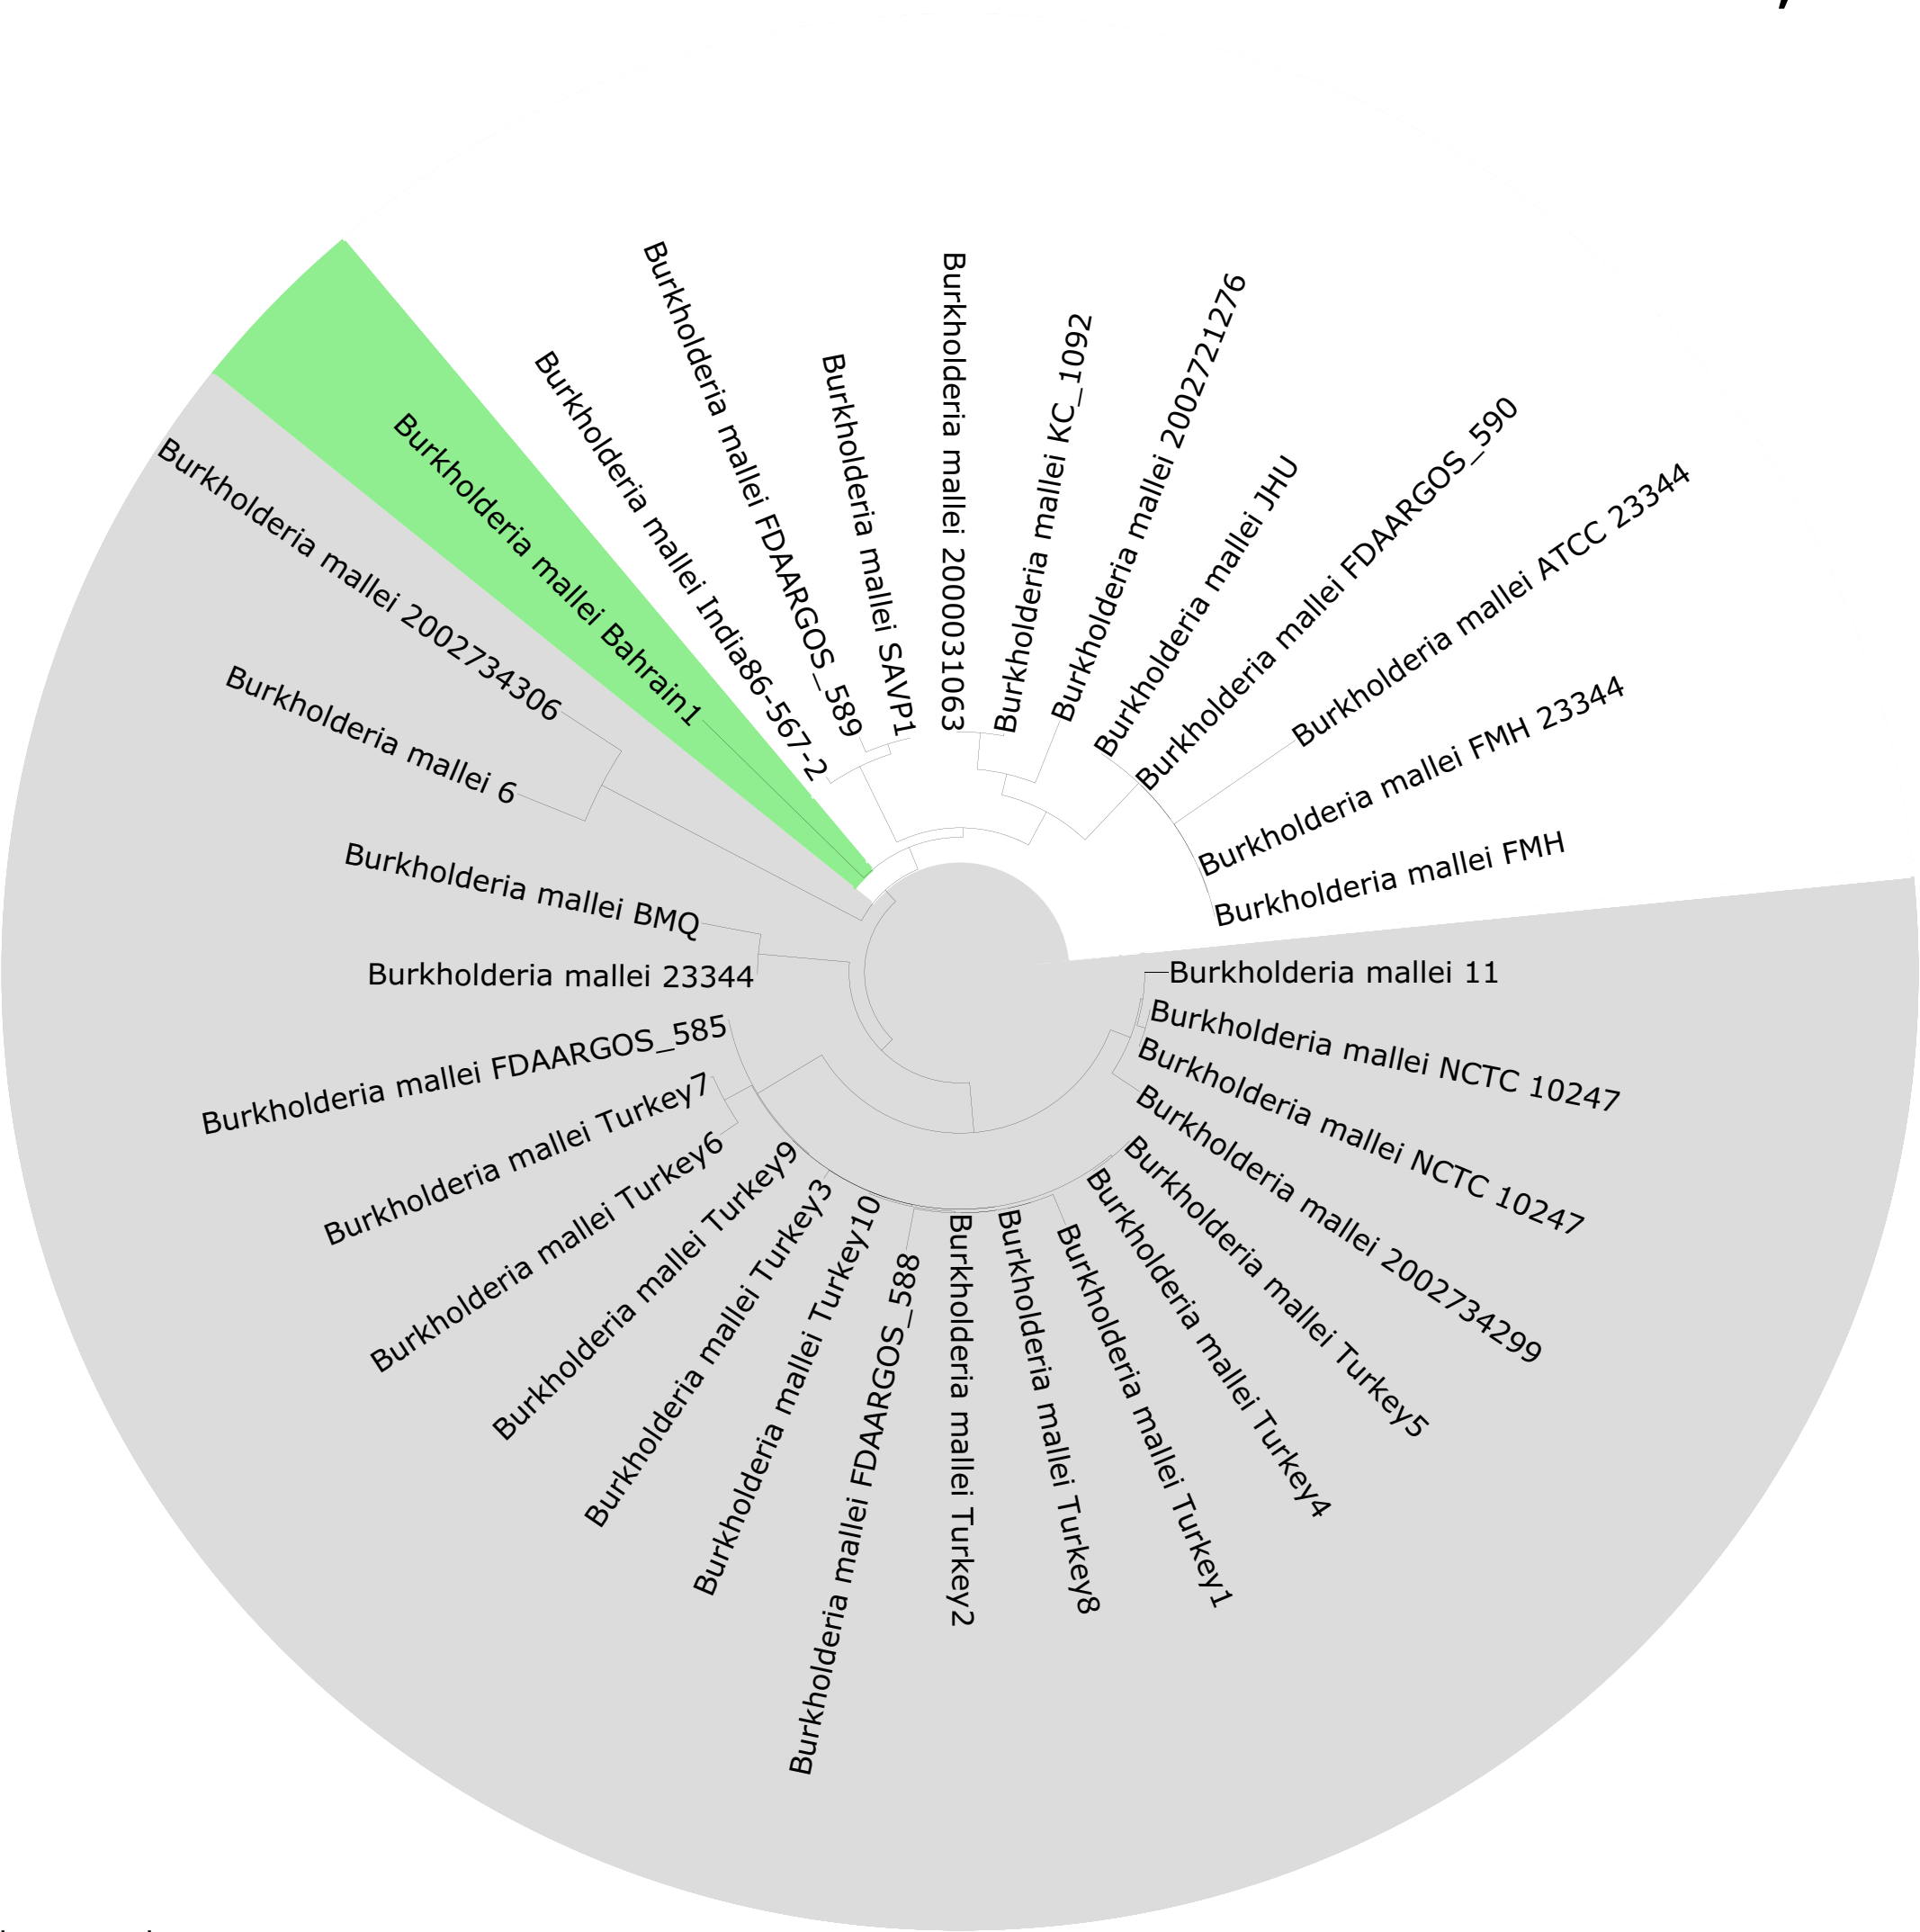 Burkholderia mallei Bahrain1
Burkholderia mallei India86-567-2
Burkholderia mallei FDAARGOS_589
Burkholderia mallei SAVP1
Burkholderia mallei 2000031063
Burkholderia mallei KC_1092
Burkholderia mallei 2002721276
Burkholderia mallei JHU
Burkholderia mallei FDAARGOS_590
Burkholderia mallei ATCC 23344
Burkholderia mallei FMH 23344
Burkholderia mallei FMH
Burkholderia mallei 11
Burkholderia mallei NCTC 10247
Burkholderia mallei NCTC 10247
Burkholderia mallei 2002734299
Burkholderia mallei Turkey5
Burkholderia mallei Turkey4
Burkholderia mallei Turkey1
Burkholderia mallei Turkey8
Burkholderia mallei Turkey2
Burkholderia mallei FDAARGOS_588
Burkholderia mallei Turkey10
Burkholderia mallei Turkey3
Burkholderia mallei Turkey9
Burkholderia mallei Turkey6
Burkholderia mallei Turkey7
Burkholderia mallei FDAARGOS_585
Burkholderia mallei 23344
Burkholderia mallei BMQ
Burkholderia mallei 6
Burkholderia mallei 2002734306